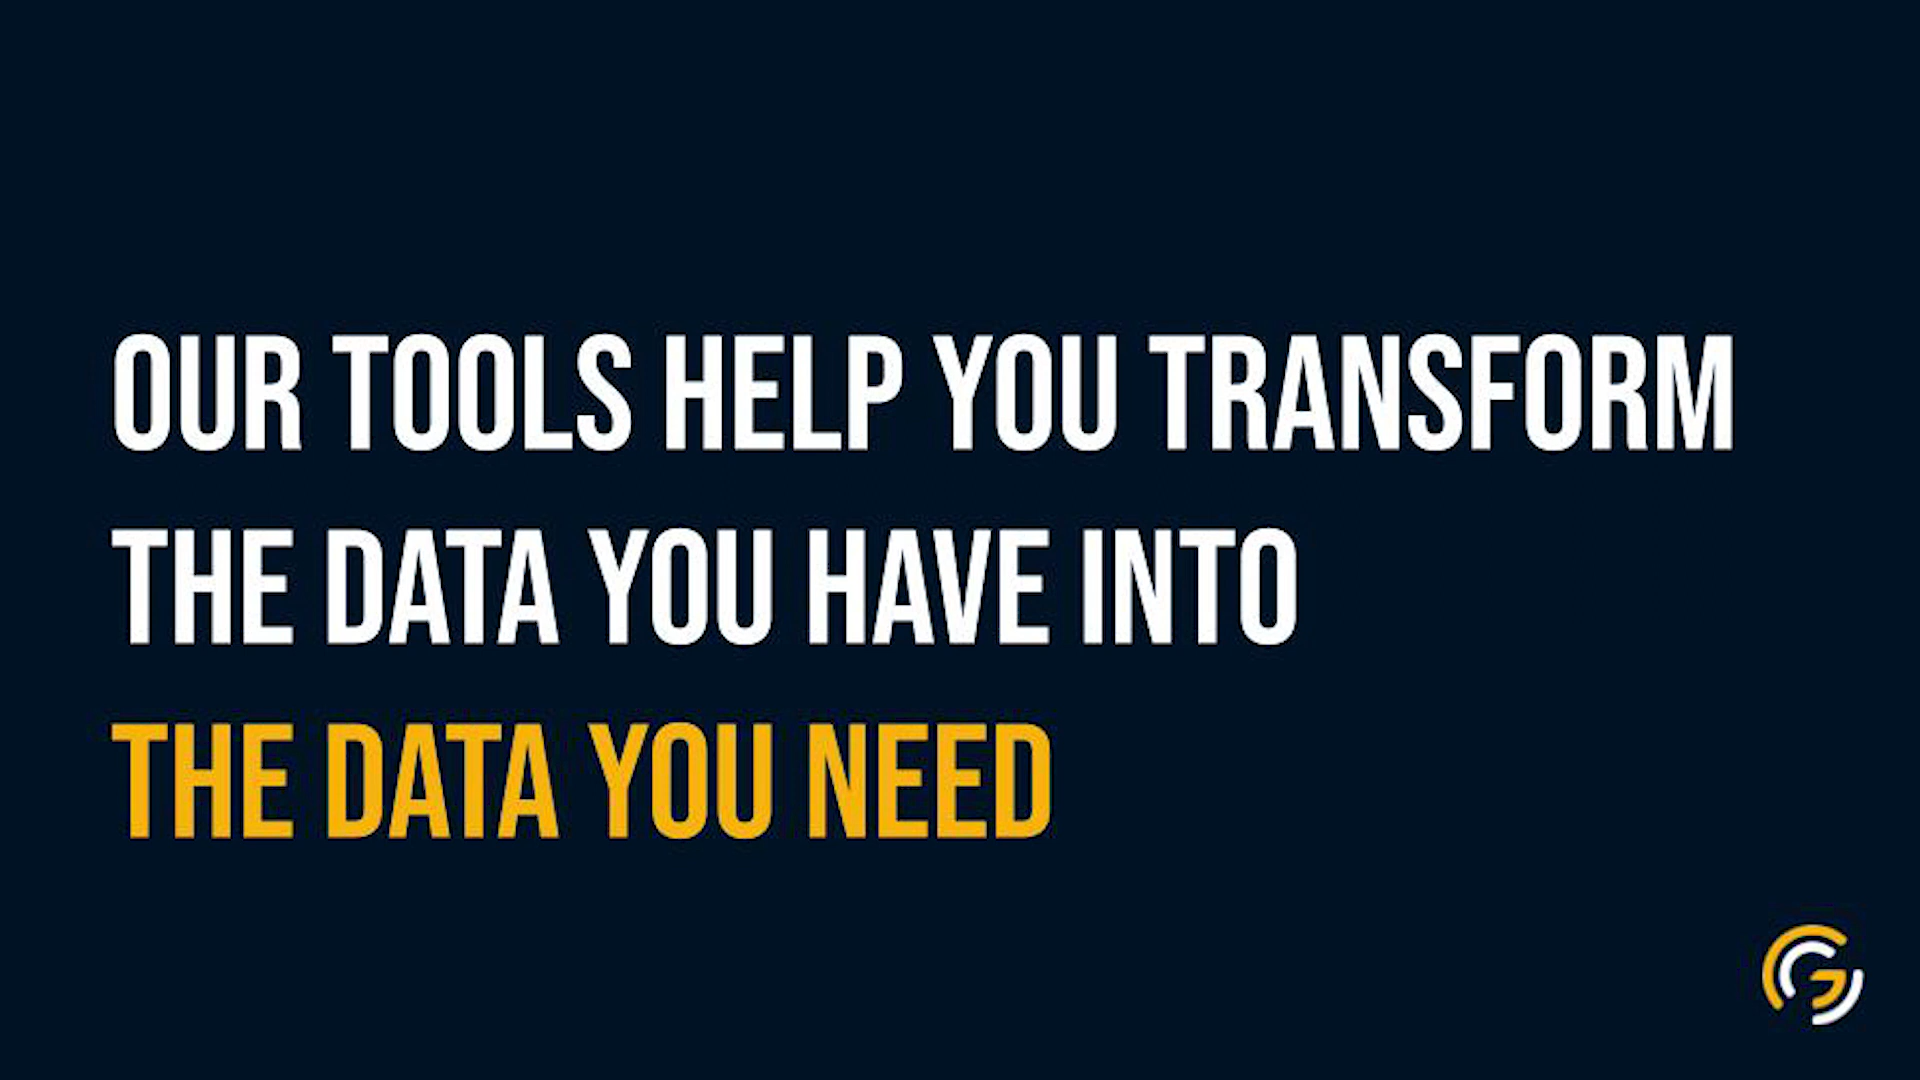 OUR TOOLS HELP YOU TRANSFORM
THE DATA YOU HAVE INTO
THE DATA YOU NEED